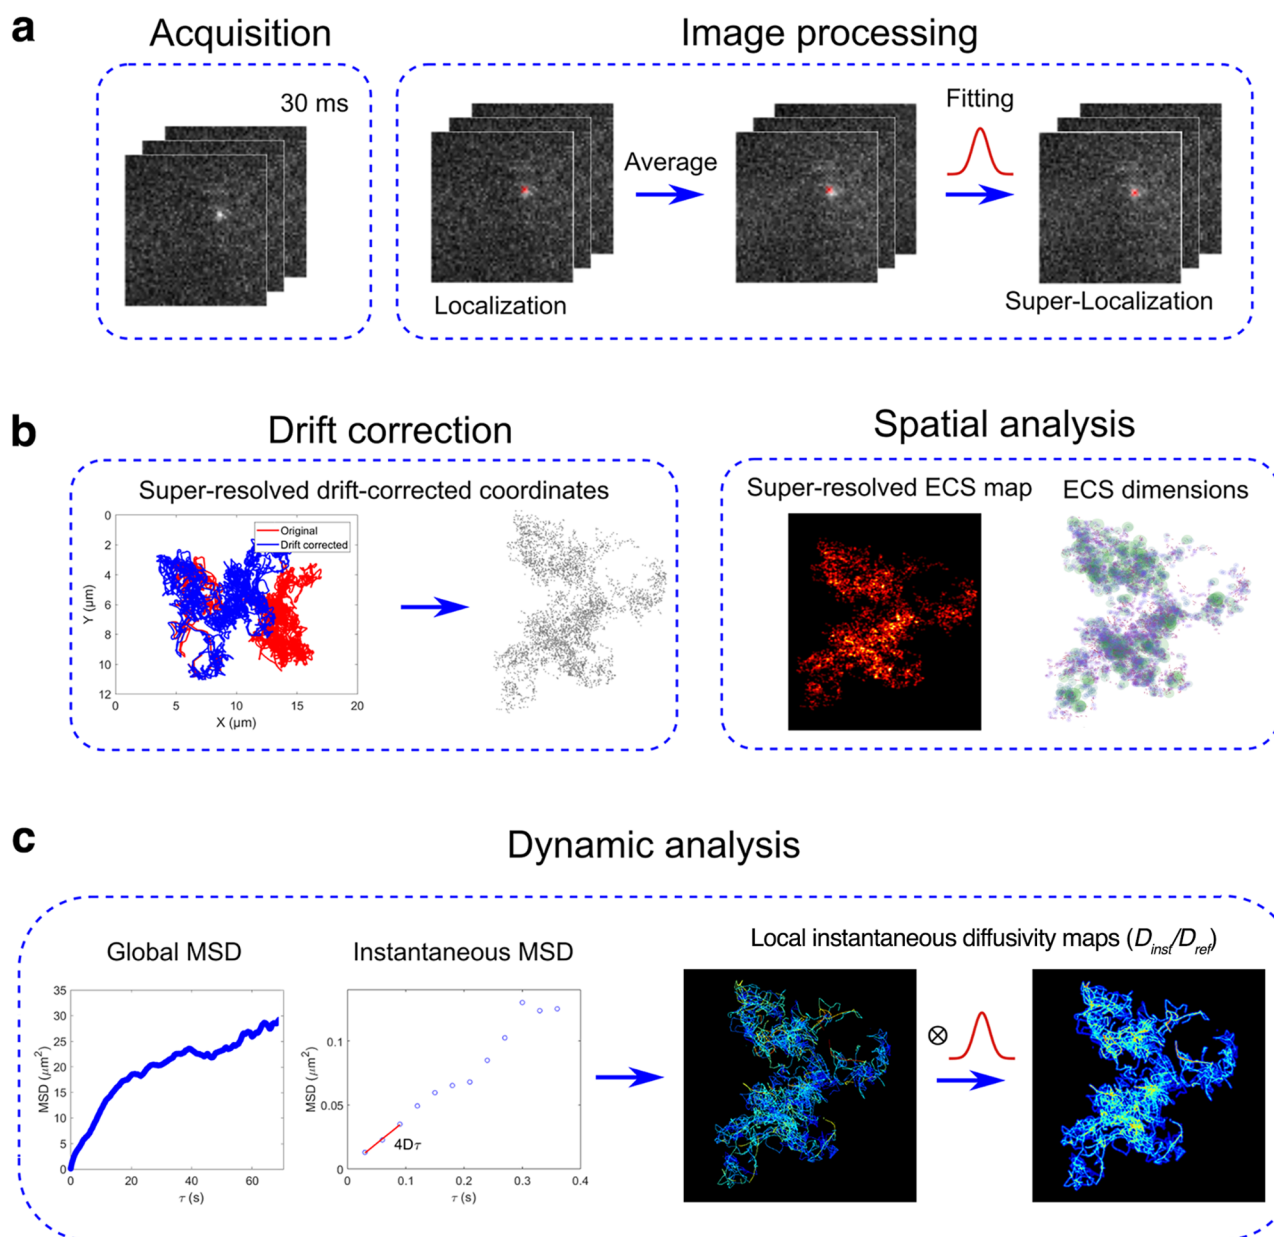 a
Acquisition
Image processing
30 ms
Average
Fitting
Localization
Super-Localization
b
Drift correction
Spatial analysis
Super-resolved drift-corrected coordinates
Super-resolved ECS map
ECS dimensions
Original
Drift corrected
0
2
4
6
8
10
12
Y (µm)
0
5
10
15
20
X (µm)
c
Dynamic analysis
Global MSD
Instantaneous MSD
Local instantaneous diffusivity maps (D_inst/D_ref)
35
30
25
20
15
10
5
0
MSD (µm²)
0
20
40
60
τ (s)
0.1
0.05
0
MSD (µm²)
4Dτ
0
0.1
0.2
0.3
0.4
τ (s)
⊗